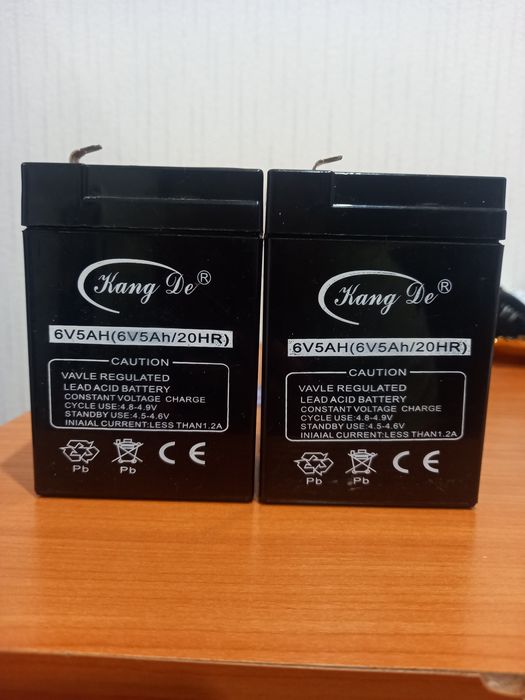 Kang De®
6V5AH(6V5Ah/20HR)
CAUTION
VAVLE REGULATED
LEAD ACID BATTERY
CONSTANT VOLTAGE CHARGE
CYCLE USE:4.8-4.9V
STANDBY USE:4.5-4.6V
INIAIAL CURRENT:LESS THAN1.2A
Pb Pb CE
Kang De®
6V5AH(6V5Ah/20HR)
CAUTION
VAVLE REGULATED
LEAD ACID BATTERY
CONSTANT VOLTAGE CHARGE
CYCLE USE:4.8-4.9V
STANDBY USE:4.5-4.6V
INIAIAL CURRENT:LESS THAN1.2A
Pb Pb CE